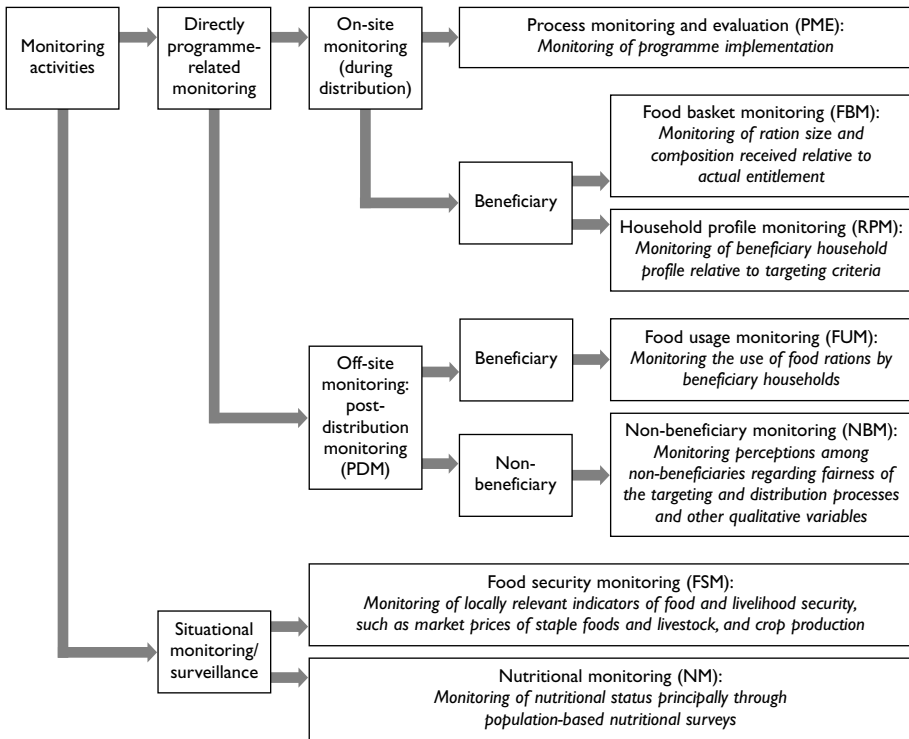 Monitoring
activities
Directly
programme-
related
monitoring
On-site
monitoring
(during
distribution)
Process monitoring and evaluation (PME):
Monitoring of programme implementation
Beneficiary
Food basket monitoring (FBM):
Monitoring of ration size and
composition received relative to
actual entitlement
Household profile monitoring (RPM):
Monitoring of beneficiary household
profile relative to targeting criteria
Off-site
monitoring:
post-
distribution
monitoring
(PDM)
Beneficiary
Food usage monitoring (FUM):
Monitoring the use of food rations by
beneficiary households
Non-
beneficiary
Non-beneficiary monitoring (NBM):
Monitoring perceptions among
non-beneficiaries regarding fairness of
the targeting and distribution processes
and other qualitative variables
Situational
monitoring/
surveillance
Food security monitoring (FSM):
Monitoring of locally relevant indicators of food and livelihood security,
such as market prices of staple foods and livestock, and crop production
Nutritional monitoring (NM):
Monitoring of nutritional status principally through
population-based nutritional surveys